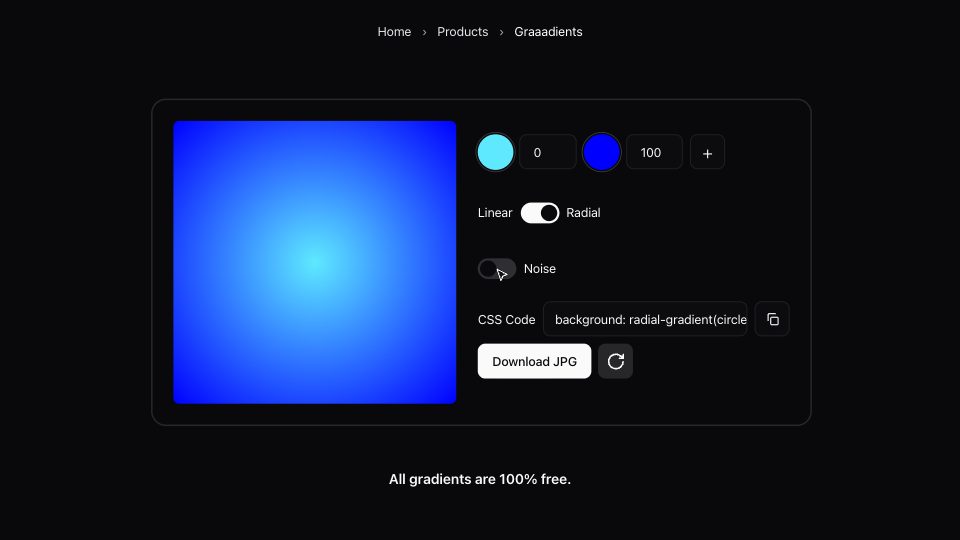 Home › Products › Graaadients
0 100 +
Linear Radial
Noise
CSS Code background: radial-gradient(circle
Download JPG
All gradients are 100% free.